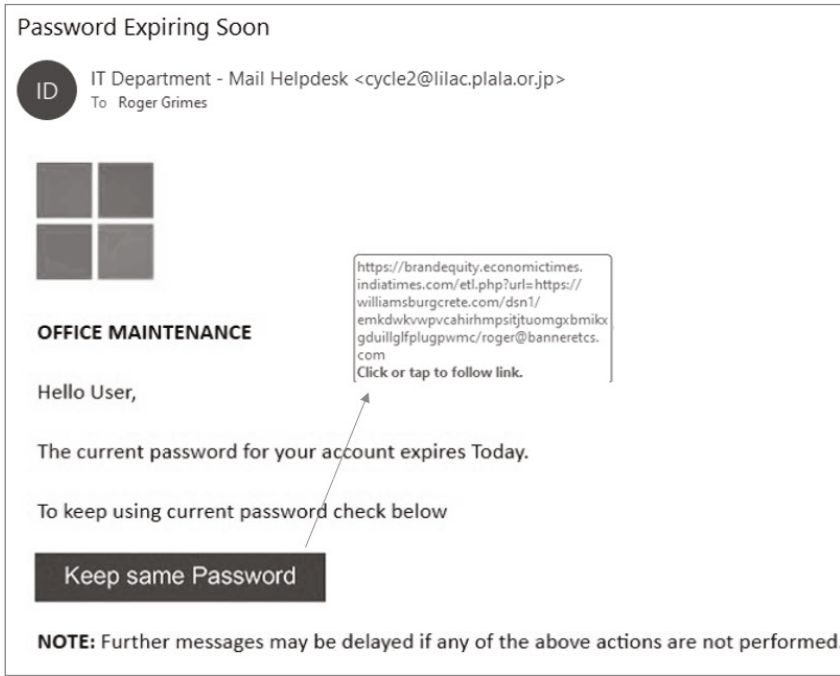 Password Expiring Soon
ID
IT Department - Mail Helpdesk <cycle2@lilac.plala.or.jp>
To Roger Grimes
https://brandequity.economictimes.
indiatimes.com/etl.php?url=https://
williamsburgcrete.com/dsn1/
emkdwkvwpvcahirhmpsitjtuomgxbmikx
gduillglfplugpwmc/roger@banneretcs.
com
Click or tap to follow link.
OFFICE MAINTENANCE
Hello User,
The current password for your account expires Today.
To keep using current password check below
Keep same Password
NOTE: Further messages may be delayed if any of the above actions are not performed.